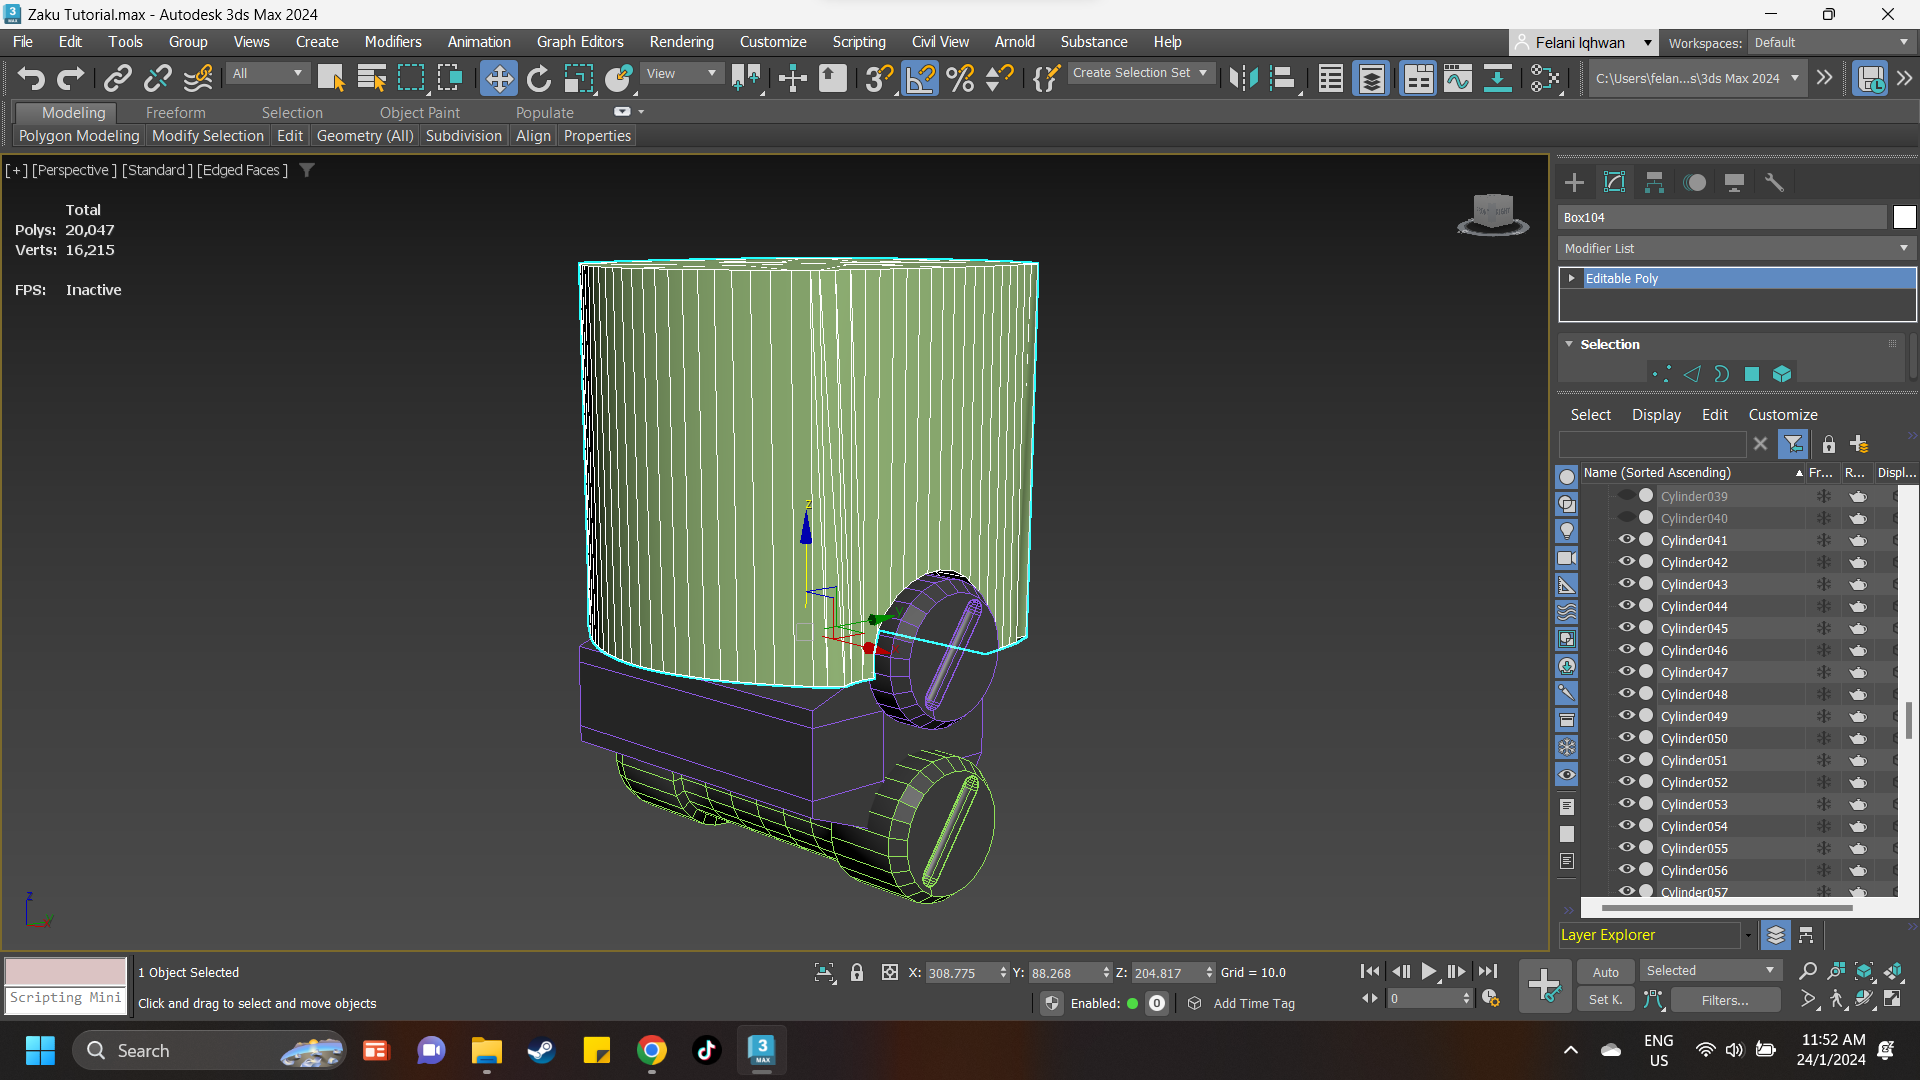 Zaku Tutorial.max - Autodesk 3ds Max 2024
File Edit Tools Group Views Create Modifiers Animation Graph Editors Rendering Customize Scripting Civil View Arnold Substance Help
Felani Iqhwan Workspaces: Default
All View Create Selection Set C:\Users\felan...s\3ds Max 2024
Modeling Freeform Selection Object Paint Populate
Polygon Modeling Modify Selection Edit Geometry (All) Subdivision Align Properties
[+] [Perspective ] [Standard ] [Edged Faces ]
Total
Polys: 20,047
Verts: 16,215
FPS: Inactive
Box104
Modifier List
Editable Poly
Selection
Select Display Edit Customize
Name (Sorted Ascending) Fr... R... Displ...
Cylinder039
Cylinder040
Cylinder041
Cylinder042
Cylinder043
Cylinder044
Cylinder045
Cylinder046
Cylinder047
Cylinder048
Cylinder049
Cylinder050
Cylinder051
Cylinder052
Cylinder053
Cylinder054
Cylinder055
Cylinder056
Cylinder057
Layer Explorer
1 Object Selected
X: 308.775 Y: 88.268 Z: 204.817 Grid = 10.0
Auto Selected
Scripting Mini
Click and drag to select and move objects
Enabled: 0 Add Time Tag
0
Set K. Filters...
Search
ENG
US
11:52 AM
24/1/2024